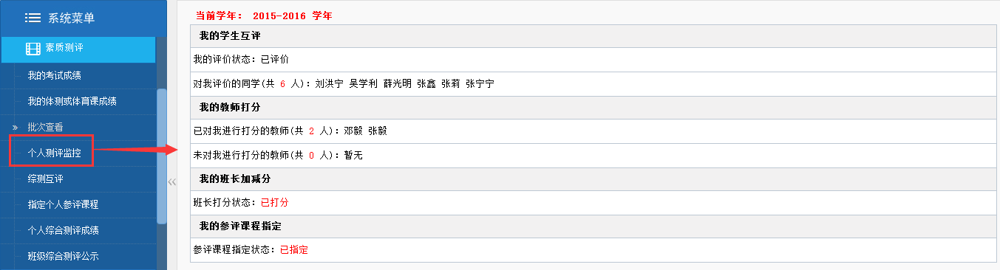 系统菜单
素质测评
我的考试成绩
我的体测或体育课成绩
批次查看
个人测评监控
综测互评
指定个人参评课程
个人综合测评成绩
班级综合测评公示
当前学年： 2015-2016 学年
我的学生互评
我的评价状态：已评价
对我评价的同学(共 6 人)：刘洪宁 吴学利 薛光明 张鑫 张莉 张宁宁
我的教师打分
已对我进行打分的教师(共 2 人)：邓毅 张毅
未对我进行打分的教师(共 0 人)：暂无
我的班长加减分
班长打分状态：已打分
我的参评课程指定
参评课程指定状态：已指定